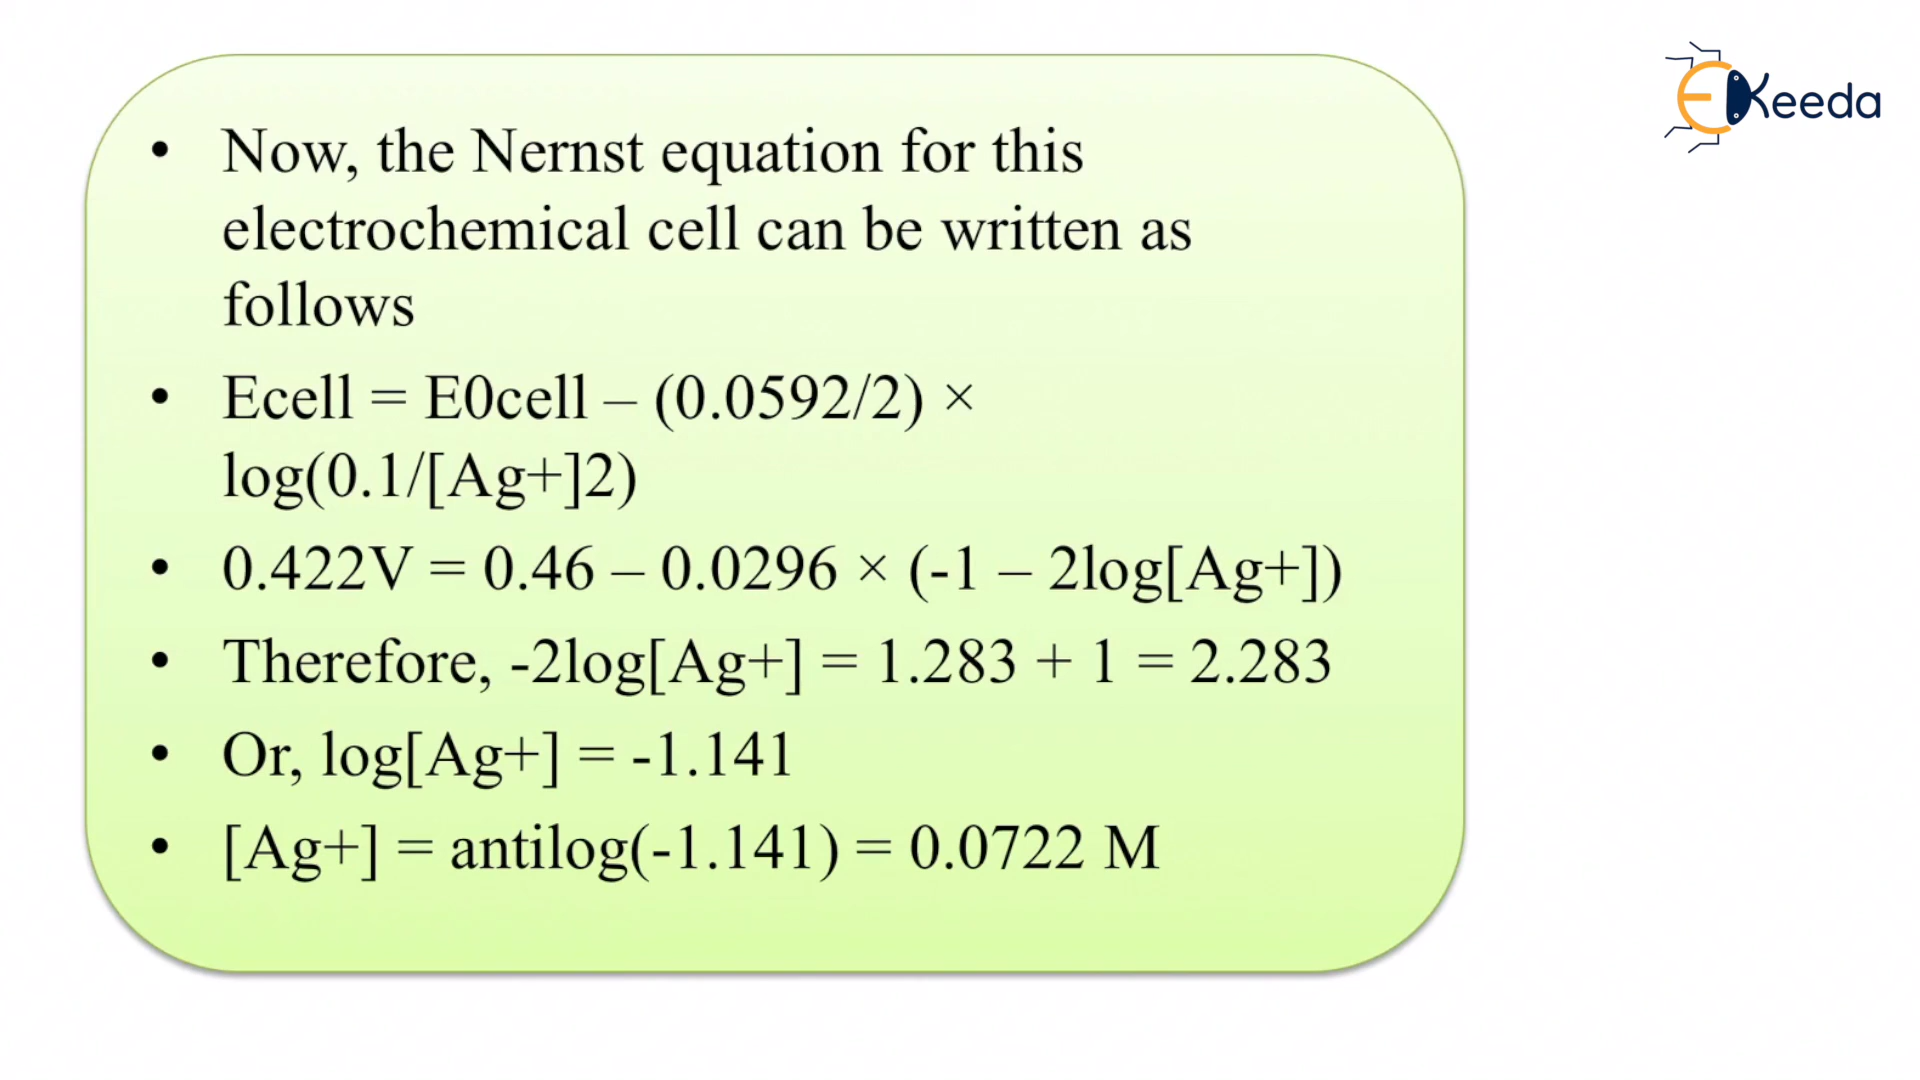 EKeeda
• Now, the Nernst equation for this
electrochemical cell can be written as
follows
• Ecell = E0cell – (0.0592/2) ×
log(0.1/[Ag+]2)
• 0.422V = 0.46 – 0.0296 × (-1 – 2log[Ag+])
• Therefore, -2log[Ag+] = 1.283 + 1 = 2.283
• Or, log[Ag+] = -1.141
• [Ag+] = antilog(-1.141) = 0.0722 M